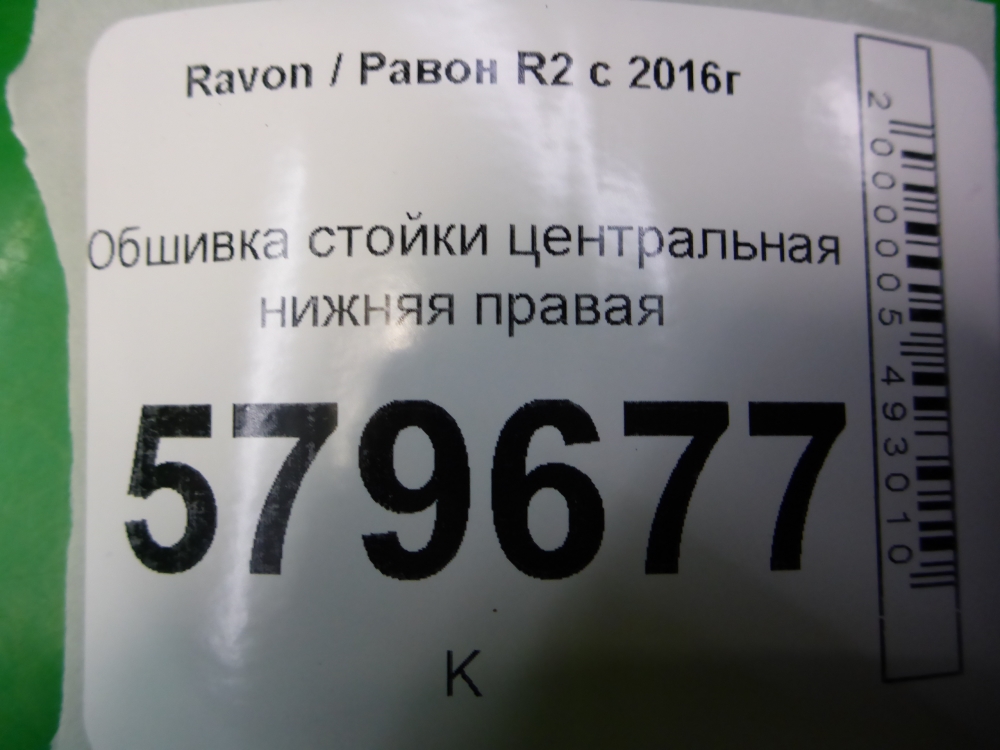 Ravon / Равон R2 с 2016г
Обшивка стойки центральная
нижняя правая
579677
К
2000005493010